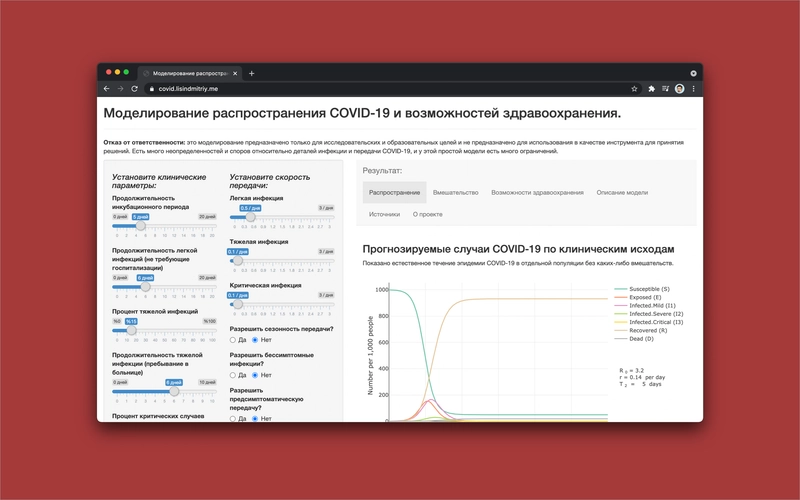 Моделирование распростран
covid.lisindmitriy.me
Моделирование распространения COVID-19 и возможностей здравоохранения.
Отказ от ответственности: это моделирование предназначено только для исследовательских и образовательных целей и не предназначено для использования в качестве инструмента для принятия
решений. Есть много неопределенностей и споров относительно деталей инфекции и передачи COVID-19, и у этой простой модели есть много ограничений.
Установите клинические
параметры:
Продолжительность
инкубационного периода
0 дней 5 дней 20 дней
0 2 4 6 8 10 12 14 16 18 20
Продолжительность легкой
инфекций (не требующие
госпитализации)
0 дней 6 дней 20 дней
0 2 4 6 8 10 12 14 16 18 20
Процент тяжелой инфекций
%0 %15 %100
0 10 20 30 40 50 60 70 80 90 100
Продолжительность тяжелой
инфекции (пребывание в
больнице)
0 дней 6 дней 10 дней
0 1 2 3 4 5 6 7 8 9 10
Процент критических случаев
Установите скорость
передачи:
Легкая инфекция
0.5 / дня 3 / дня
0 0.3 0.6 0.9 1.2 1.5 1.8 2.1 2.4 2.7 3
Тяжелая инфекция
0.1 / дня 3 / дня
0 0.3 0.6 0.9 1.2 1.5 1.8 2.1 2.4 2.7 3
Критическая инфекция
0.1 / дня 3 / дня
0 0.3 0.6 0.9 1.2 1.5 1.8 2.1 2.4 2.7 3
Разрешить сезонность передачи?
Да Нет
Разрешить бессимптомные
инфекции?
Да Нет
Разрешить
предсимптоматическую
передачу?
Да Нет
Результат:
Распространение Вмешательство Возможности здравоохранения Описание модели
Источники О проекте
Прогнозируемые случаи COVID-19 по клиническим исходам
Показано естественное течение эпидемии COVID-19 в отдельной популяции без каких-либо вмешательств.
Number per 1,000 people
1000
800
600
400
200
0
Susceptible (S)
Exposed (E)
Infected.Mild (I1)
Infected.Severe (I2)
Infected.Critical (I3)
Recovered (R)
Dead (D)
R₀ = 3.2
r = 0.14 per day
T₂ = 5 days